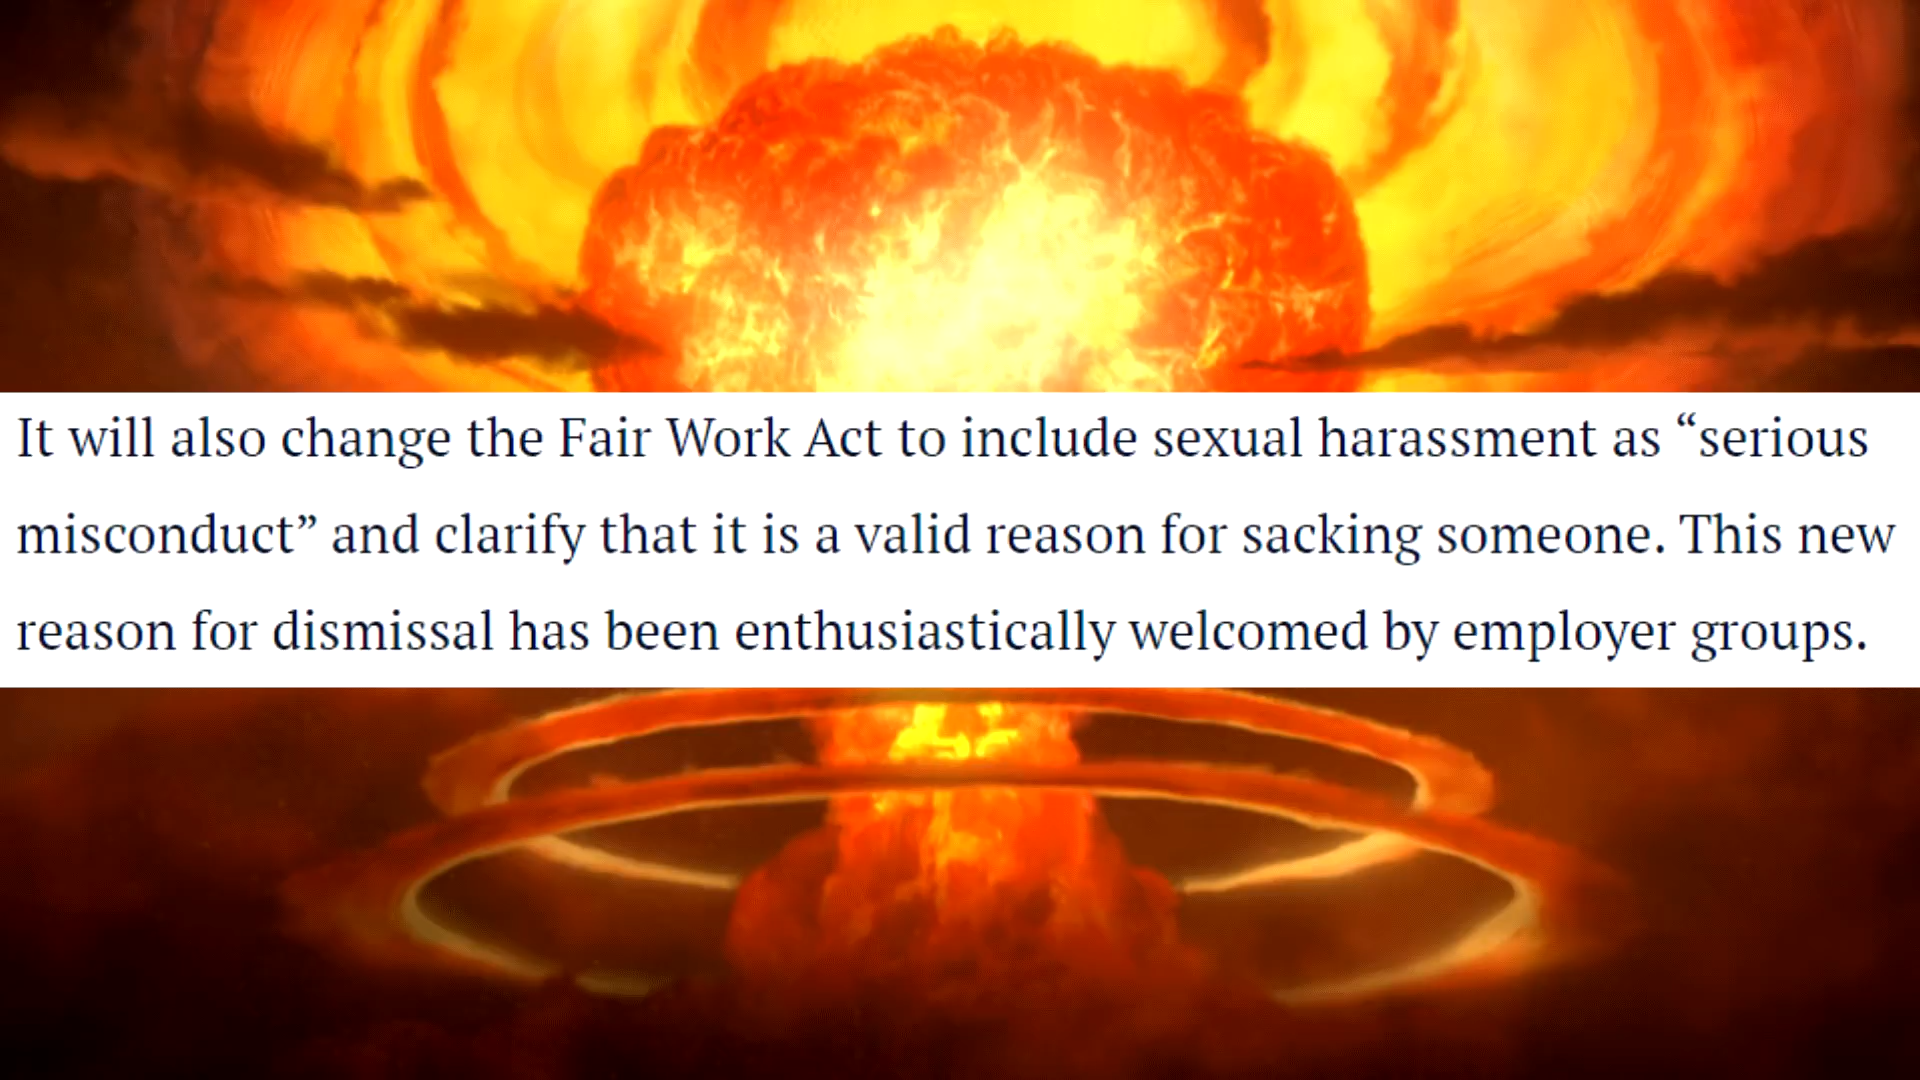 It will also change the Fair Work Act to include sexual harassment as “serious
misconduct” and clarify that it is a valid reason for sacking someone. This new
reason for dismissal has been enthusiastically welcomed by employer groups.